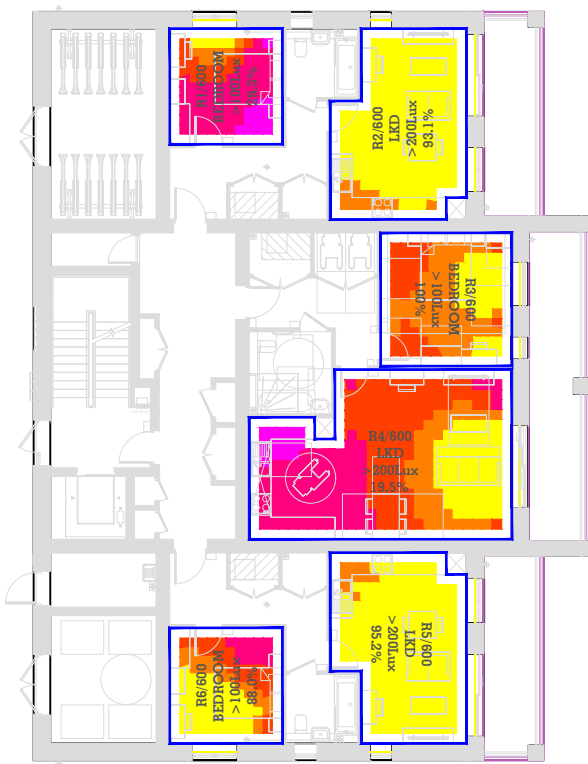 R1/600
BEDROOM
>100Lux
R2/600
LKD
>200Lux
93.1%
R3/600
BEDROOM
>100Lux
100%
R4/600
LKD
>200Lux
19.5%
R5/600
LKD
>200Lux
95.2%
R6/600
BEDROOM
>100Lux
88.0%